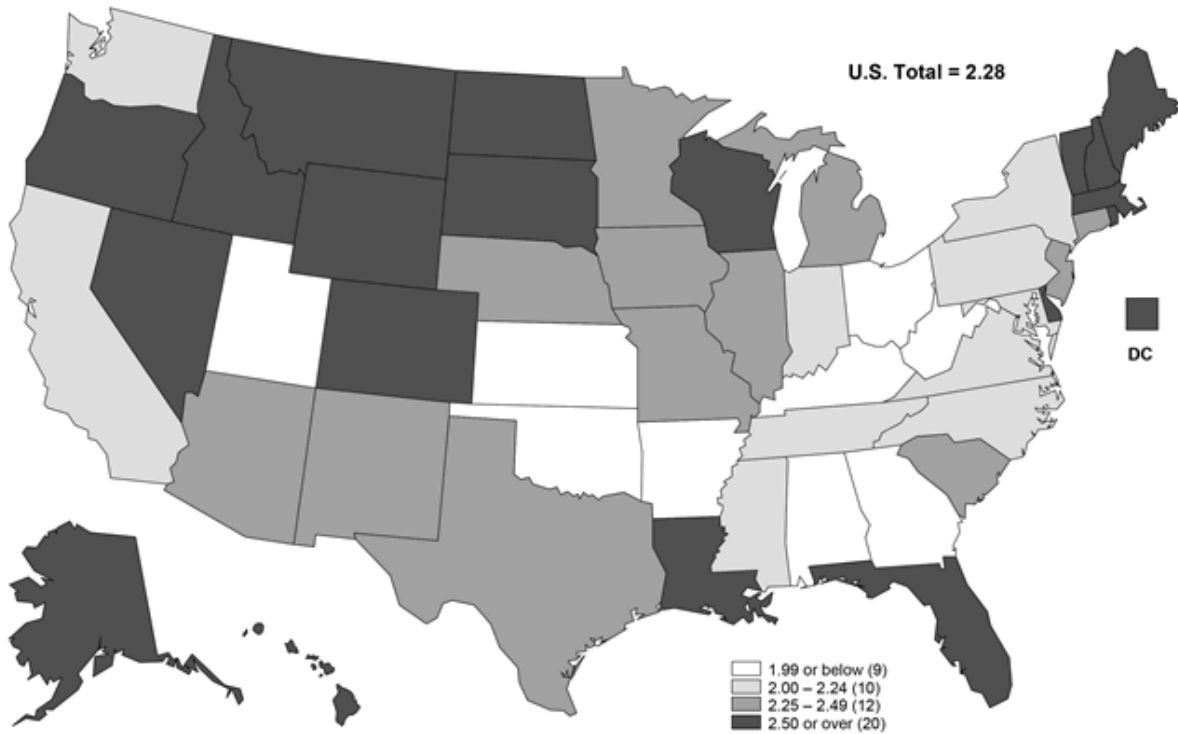 U.S. Total = 2.28
DC
1.99 or below (9)
2.00 – 2.24 (10)
2.25 – 2.49 (12)
2.50 or over (20)